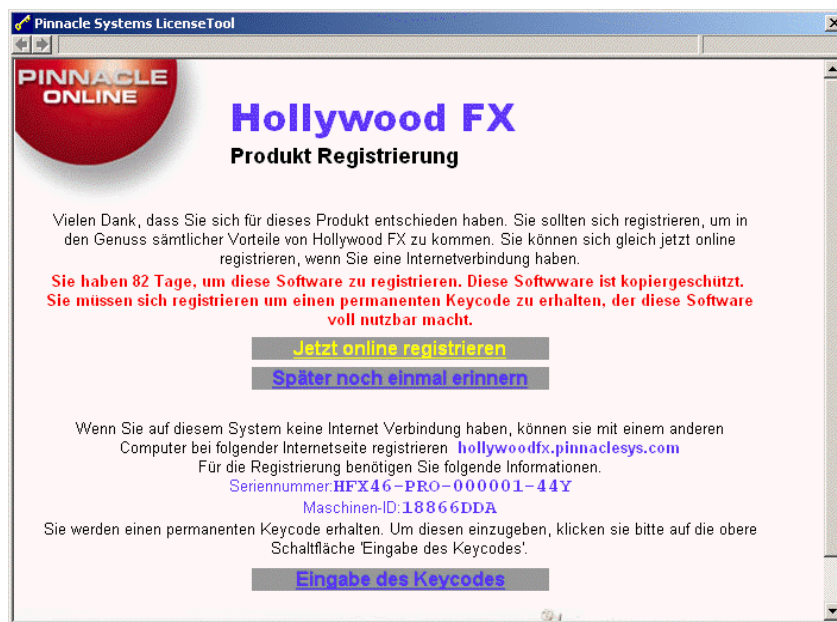 Pinnacle Systems LicenseTool
PINNACLE
ONLINE
Hollywood FX
Produkt Registrierung
Vielen Dank, dass Sie sich für dieses Produkt entschieden haben. Sie sollten sich registrieren, um in
den Genuss sämtlicher Vorteile von Hollywood FX zu kommen. Sie können sich gleich jetzt online
registrieren, wenn Sie eine Internetverbindung haben.
Sie haben 82 Tage, um diese Software zu registrieren. Diese Softwware ist kopiergeschützt.
Sie müssen sich registrieren um einen permanenten Keycode zu erhalten, der diese Software
voll nutzbar macht.
Jetzt online registrieren
Später noch einmal erinnern
Wenn Sie auf diesem System keine Internet Verbindung haben, können sie mit einem anderen
Computer bei folgender Internetseite registrieren hollywoodfx.pinnaclesys.com
Für die Registrierung benötigen Sie folgende Informationen.
Seriennummer:HFX46-PRO-000001-44Y
Maschinen-ID:18866DDA
Sie werden einen permanenten Keycode erhalten. Um diesen einzugeben, klicken sie bitte auf die obere
Schaltfläche 'Eingabe des Keycodes'.
Eingabe des Keycodes